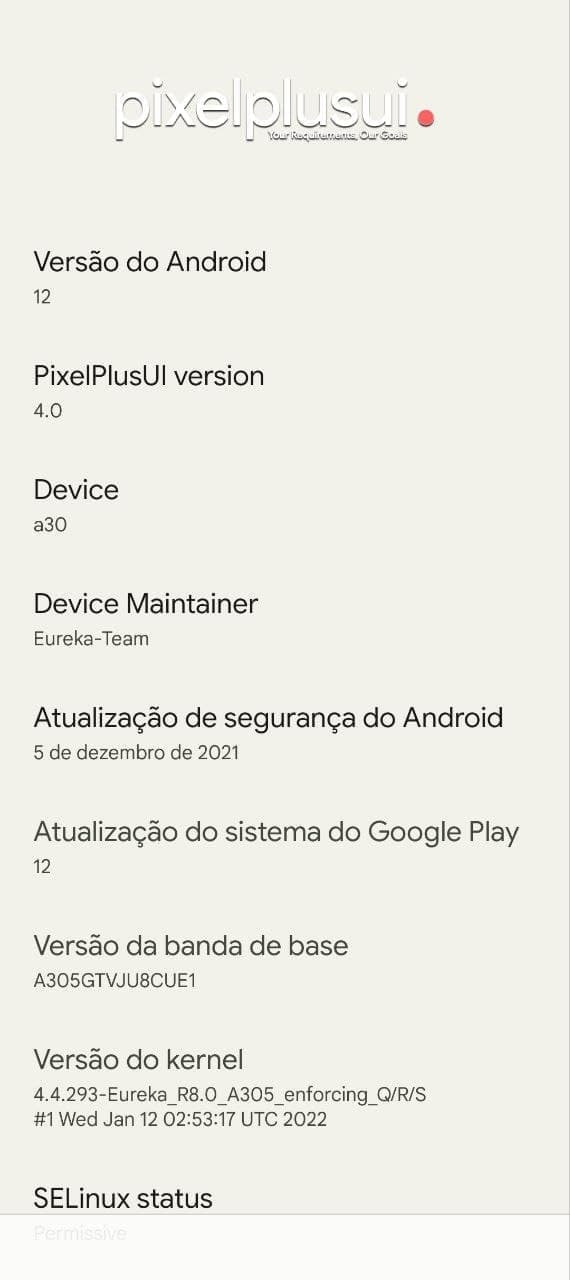 pixelplusui
Your Requirements, Our Goals
Versão do Android
12
PixelPlusUI version
4.0
Device
a30
Device Maintainer
Eureka-Team
Atualização de segurança do Android
5 de dezembro de 2021
Atualização do sistema do Google Play
12
Versão da banda de base
A305GTVJU8CUE1
Versão do kernel
4.4.293-Eureka_R8.0_A305_enforcing_Q/R/S
#1 Wed Jan 12 02:53:17 UTC 2022
SELinux status
Permissive